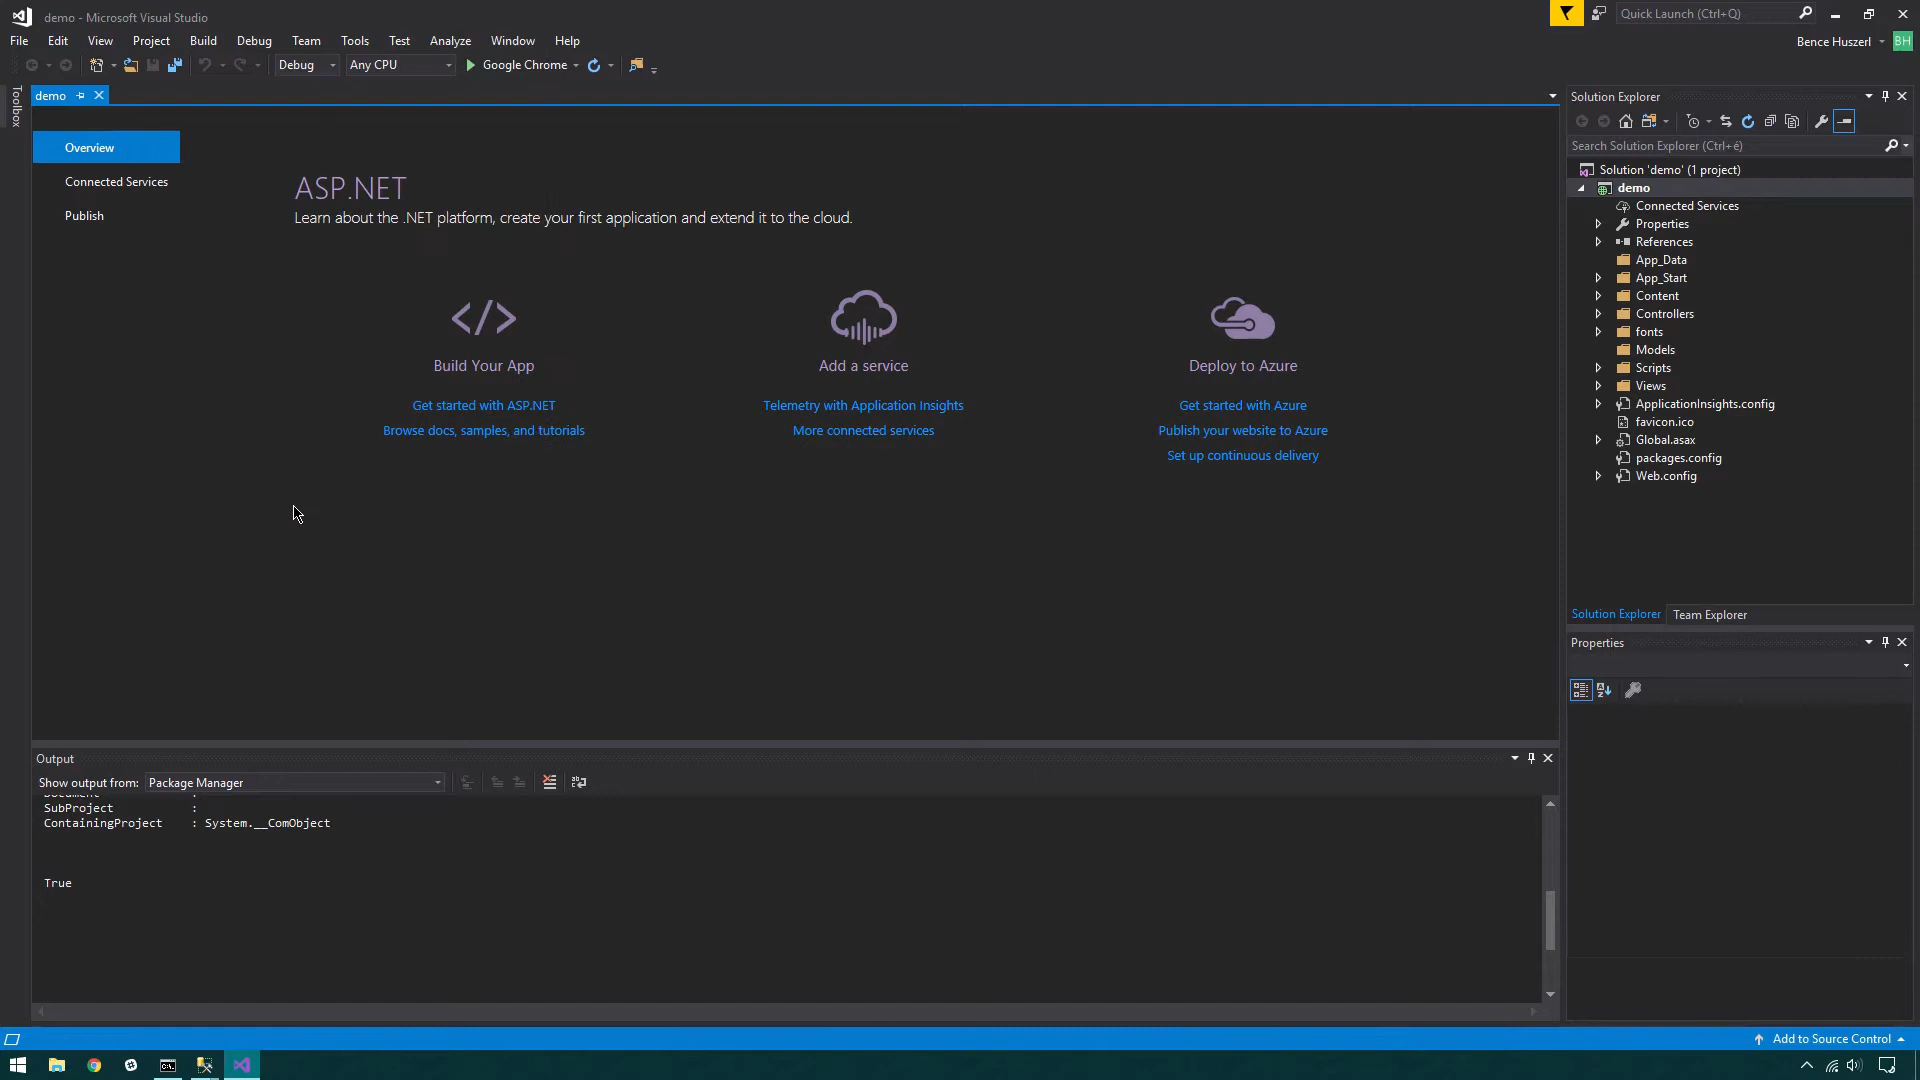 demo - Microsoft Visual Studio
Quick Launch (Ctrl+Q)
File Edit View Project Build Debug Team Tools Test Analyze Window Help
Bence Huszerl BH
Debug Any CPU Google Chrome
Toolbox
demo
Overview
Connected Services
Publish
ASP.NET
Learn about the .NET platform, create your first application and extend it to the cloud.
Build Your App
Get started with ASP.NET
Browse docs, samples, and tutorials
Add a service
Telemetry with Application Insights
More connected services
Deploy to Azure
Get started with Azure
Publish your website to Azure
Set up continuous delivery
Solution Explorer
Search Solution Explorer (Ctrl+é)
Solution 'demo' (1 project)
demo
Connected Services
Properties
References
App_Data
App_Start
Content
Controllers
fonts
Models
Scripts
Views
ApplicationInsights.config
favicon.ico
Global.asax
packages.config
Web.config
Solution Explorer Team Explorer
Properties
Output
Show output from: Package Manager
Document :
SubProject :
ContainingProject : System.__ComObject
True
Add to Source Control